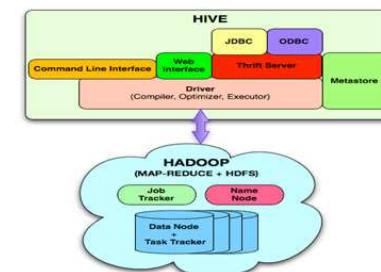 HIVE
JDBC
ODBC
Command Line Interface
Web
Interface
Thrift Server
Metastore
Driver
(Compiler, Optimizer, Executor)
HADOOP
(MAP-REDUCE + HDFS)
Job
Tracker
Name
Node
Data Node
+
Task Tracker